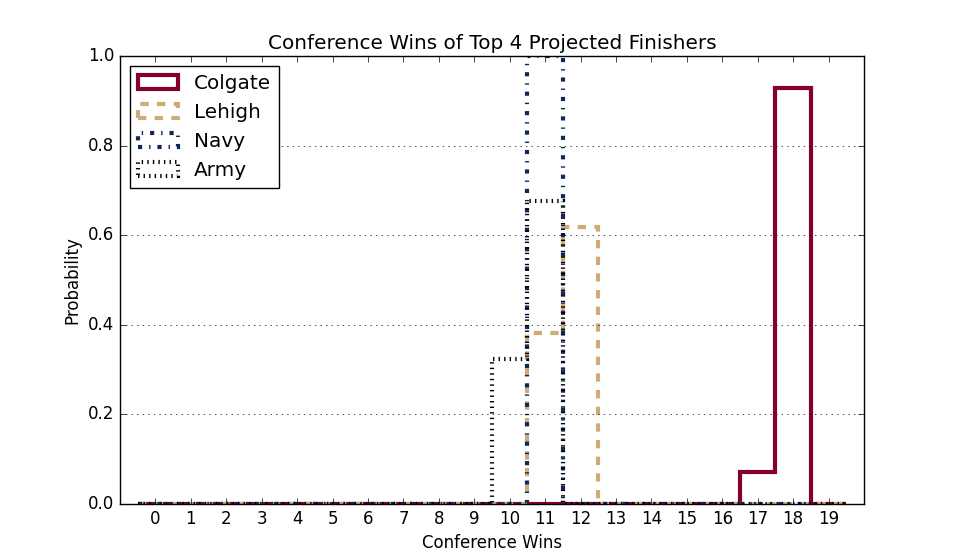 Conference Wins of Top 4 Projected Finishers
1.0
0.8
0.6
0.4
0.2
0.0
Probability
Colgate
Lehigh
Navy
Army
0 1 2 3 4 5 6 7 8 9 10 11 12 13 14 15 16 17 18 19
Conference Wins